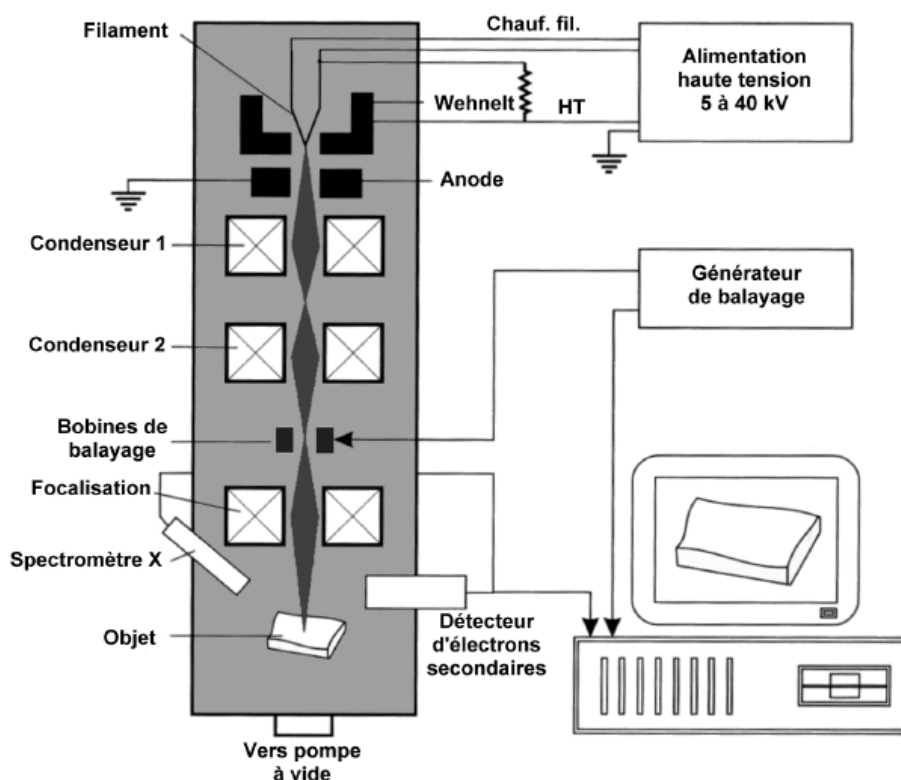 Filament
Chauf. fil.
Alimentation
haute tension
5 à 40 kV
Wehnelt
HT
Anode
Condenseur 1
Générateur
de balayage
Condenseur 2
Bobines de
balayage
Focalisation
Spectromètre X
Objet
Détecteur
d'électrons
secondaires
Vers pompe
à vide